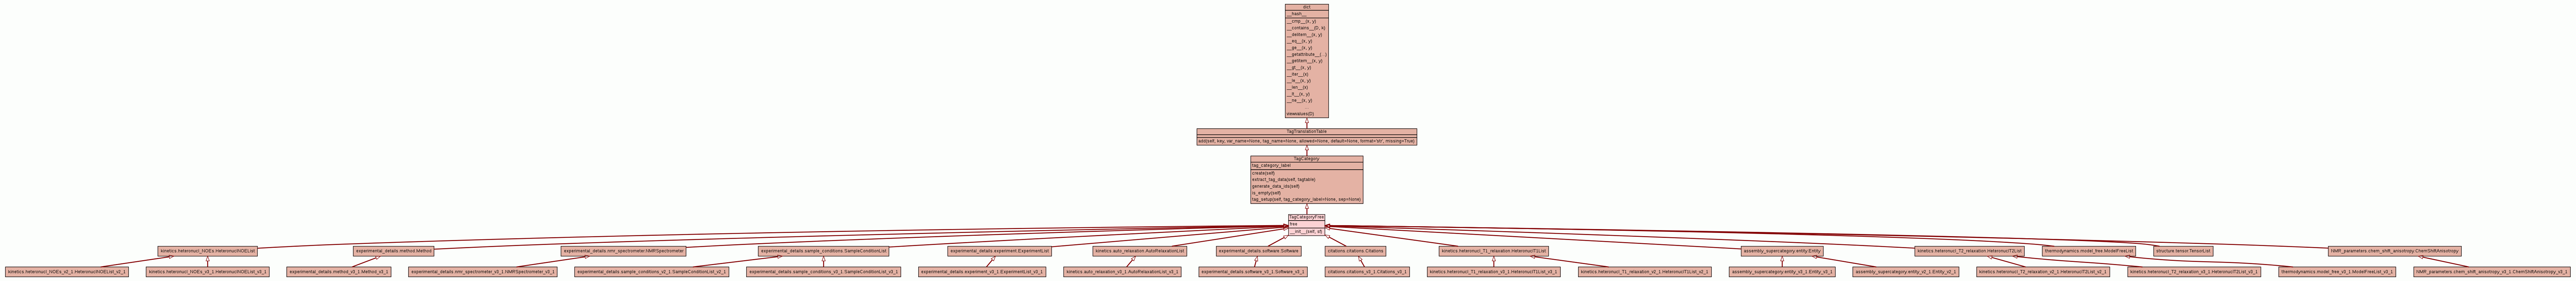 dict
__hash__
__cmp__(x, y)
__contains__(D, k)
__delitem__(x, y)
__eq__(x, y)
__ge__(x, y)
__getattribute__(...)
__getitem__(x, y)
__gt__(x, y)
__iter__(x)
__le__(x, y)
__len__(x)
__lt__(x, y)
__ne__(x, y)
viewvalues(D)
TagTranslationTable
add(self, key, var_name=None, tag_name=None, allowed=None, default=None, format='str', missing=True)
TagCategory
tag_category_label
create(self)
extract_tag_data(self, tagtable)
generate_data_ids(self)
is_empty(self)
tag_setup(self, tag_category_label=None, sep=None)
TagCategoryFree
free
__init__(self, sf)
kinetics.heteronucl_NOEs.HeteronuclNOEList
experimental_details.method.Method
experimental_details.nmr_spectrometer.NMRSpectrometer
experimental_details.sample_conditions.SampleConditionList
experimental_details.experiment.ExperimentList
kinetics.auto_relaxation.AutoRelaxationList
experimental_details.software.Software
citations.Citations
kinetics.heteronucl_T1_relaxation.HeteronuclT1List
assembly_supercategory.entity.Entity
kinetics.heteronucl_T2_relaxation.HeteronuclT2List
thermodynamics.model_free.ModelFreeList
structure.tensor.TensorList
NMR_parameters.chem_shift_anisotropy.ChemShiftAnisotropy
kinetics.heteronucl_NOEs_v2_1.HeteronuclNOEList_v2_1
kinetics.heteronucl_NOEs_v3_1.HeteronuclNOEList_v3_1
experimental_details.method_v3_1.Method_v3_1
experimental_details.nmr_spectrometer_v3_1.NMRSpectrometer_v3_1
experimental_details.sample_conditions_v2_1.SampleConditionList_v2_1
experimental_details.sample_conditions_v3_1.SampleConditionList_v3_1
experimental_details.experiment_v3_1.ExperimentList_v3_1
kinetics.auto_relaxation_v3_1.AutoRelaxationList_v3_1
experimental_details.software_v3_1.Software_v3_1
citations.citations_v3_1.Citations_v3_1
kinetics.heteronucl_T1_relaxation_v3_1.HeteronuclT1List_v3_1
kinetics.heteronucl_T1_relaxation_v2_1.HeteronuclT1List_v2_1
assembly_supercategory.entity_v3_1.Entity_v3_1
assembly_supercategory.entity_v2_1.Entity_v2_1
kinetics.heteronucl_T2_relaxation_v2_1.HeteronuclT2List_v2_1
kinetics.heteronucl_T2_relaxation_v3_1.HeteronuclT2List_v3_1
thermodynamics.model_free_v3_1.ModelFreeList_v3_1
NMR_parameters.chem_shift_anisotropy_v3_1.ChemShiftAnisotropy_v3_1